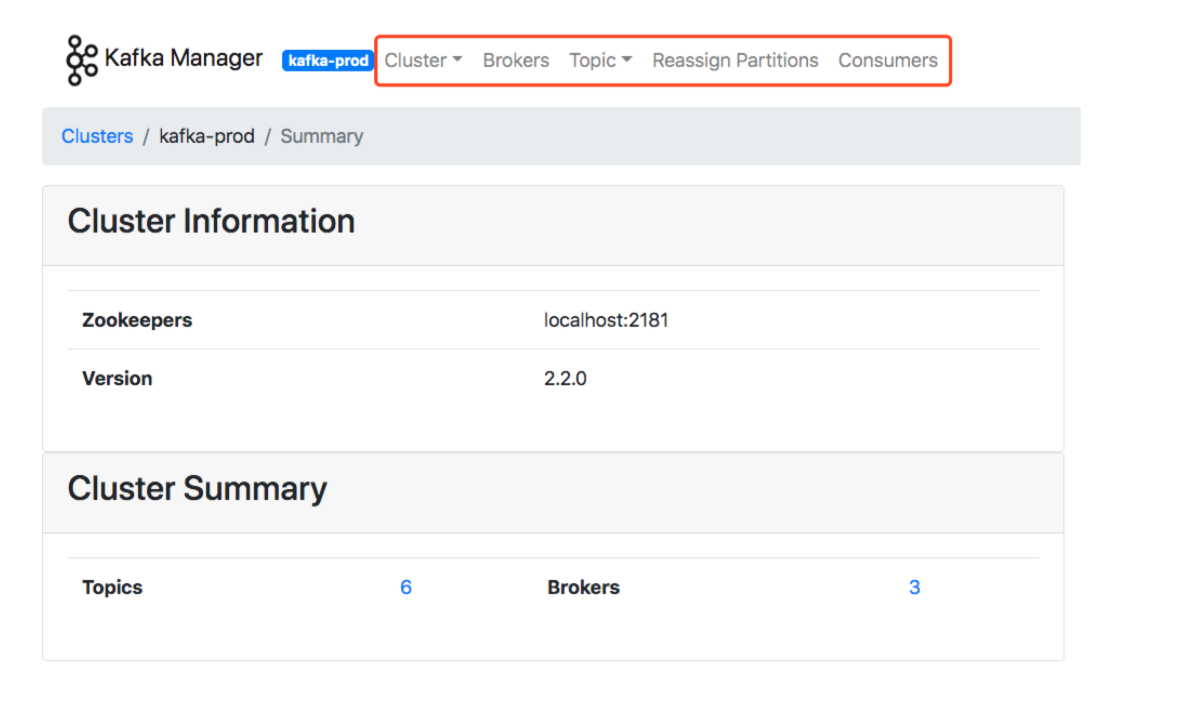 Kafka Manager kafka-prod Cluster Brokers Topic Reassign Partitions Consumers
Clusters / kafka-prod / Summary
Cluster Information
Zookeepers localhost:2181
Version 2.2.0
Cluster Summary
Topics 6 Brokers 3